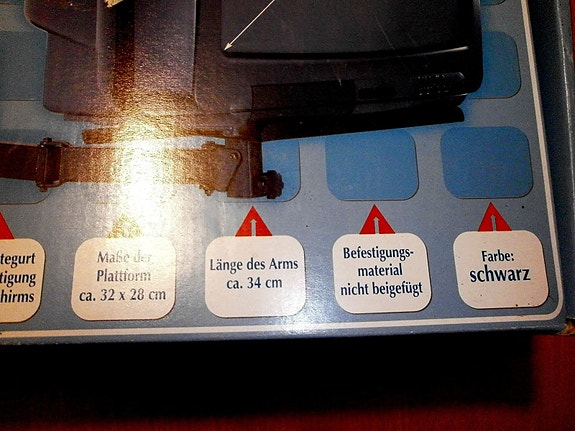 tegurt
tigung
hirms
Maße der
Plattform
ca. 32 x 28 cm
Länge des Arms
ca. 34 cm
Befestigungs-
material
nicht beigefügt
Farbe:
schwarz